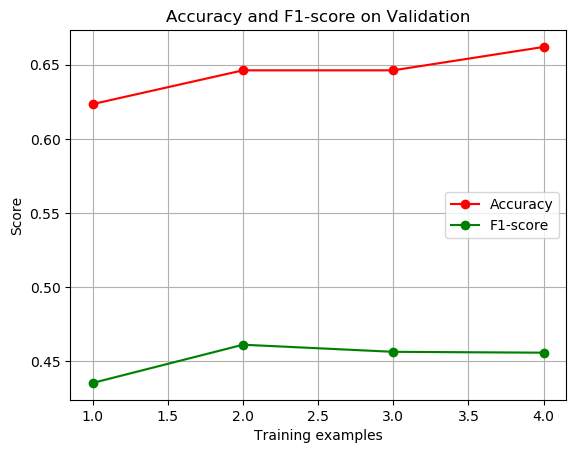 Accuracy and F1-score on Validation
Score
0.65
0.60
0.55
0.50
0.45
Accuracy
F1-score
1.0 1.5 2.0 2.5 3.0 3.5 4.0
Training examples